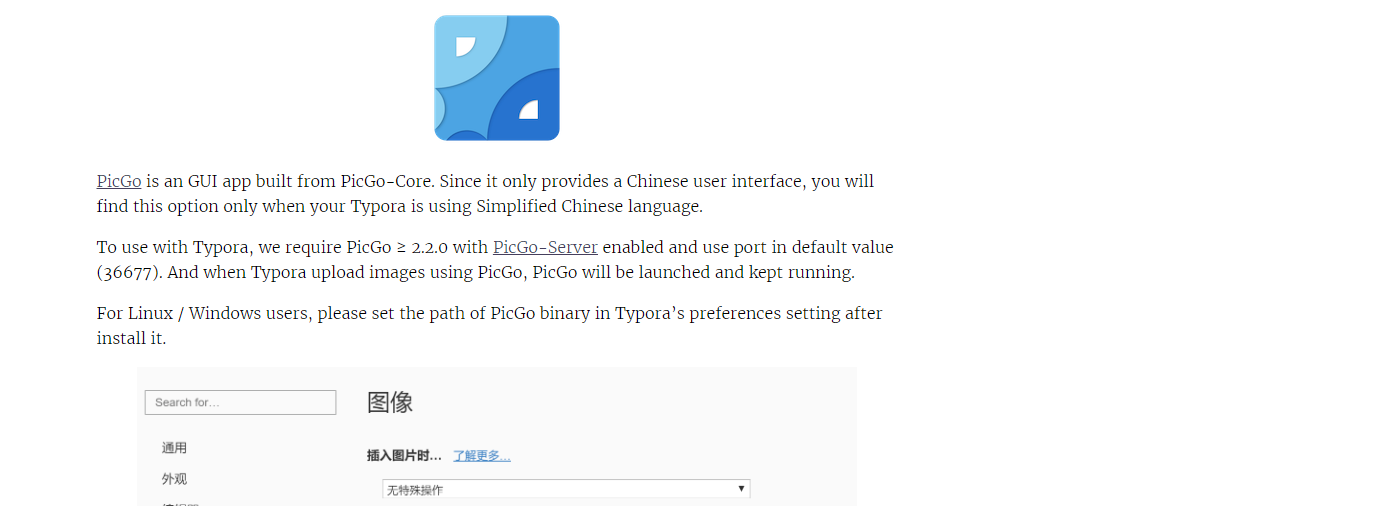 PicGo is an GUI app built from PicGo-Core. Since it only provides a Chinese user interface, you will
find this option only when your Typora is using Simplified Chinese language.
To use with Typora, we require PicGo ≥ 2.2.0 with PicGo-Server enabled and use port in default value
(36677). And when Typora upload images using PicGo, PicGo will be launched and kept running.
For Linux / Windows users, please set the path of PicGo binary in Typora’s preferences setting after
install it.
Search for...
图像
通用
插入图片时... 了解更多...
外观
无特殊操作